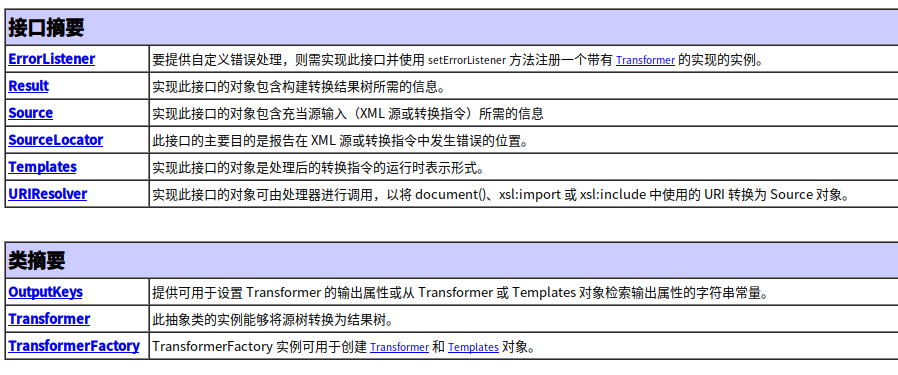 接口摘要
ErrorListener 要提供自定义错误处理，则需实现此接口并使用 setErrorListener 方法注册一个带有 Transformer 的实现的实例。
Result 实现此接口的对象包含构建转换结果树所需的信息。
Source 实现此接口的对象包含充当源输入（XML 源或转换指令）所需的信息
SourceLocator 此接口的主要目的是报告在 XML 源或转换指令中发生错误的位置。
Templates 实现此接口的对象是处理后的转换指令的运行时表示形式。
URIResolver 实现此接口的对象可由处理器进行调用，以将 document()、xsl:import 或 xsl:include 中使用的 URI 转换为 Source 对象。
类摘要
OutputKeys 提供可用于设置 Transformer 的输出属性或从 Transformer 或 Templates 对象检索输出属性的字符串常量。
Transformer 此抽象类的实例能够将源树转换为结果树。
TransformerFactory TransformerFactory 实例可用于创建 Transformer 和 Templates 对象。